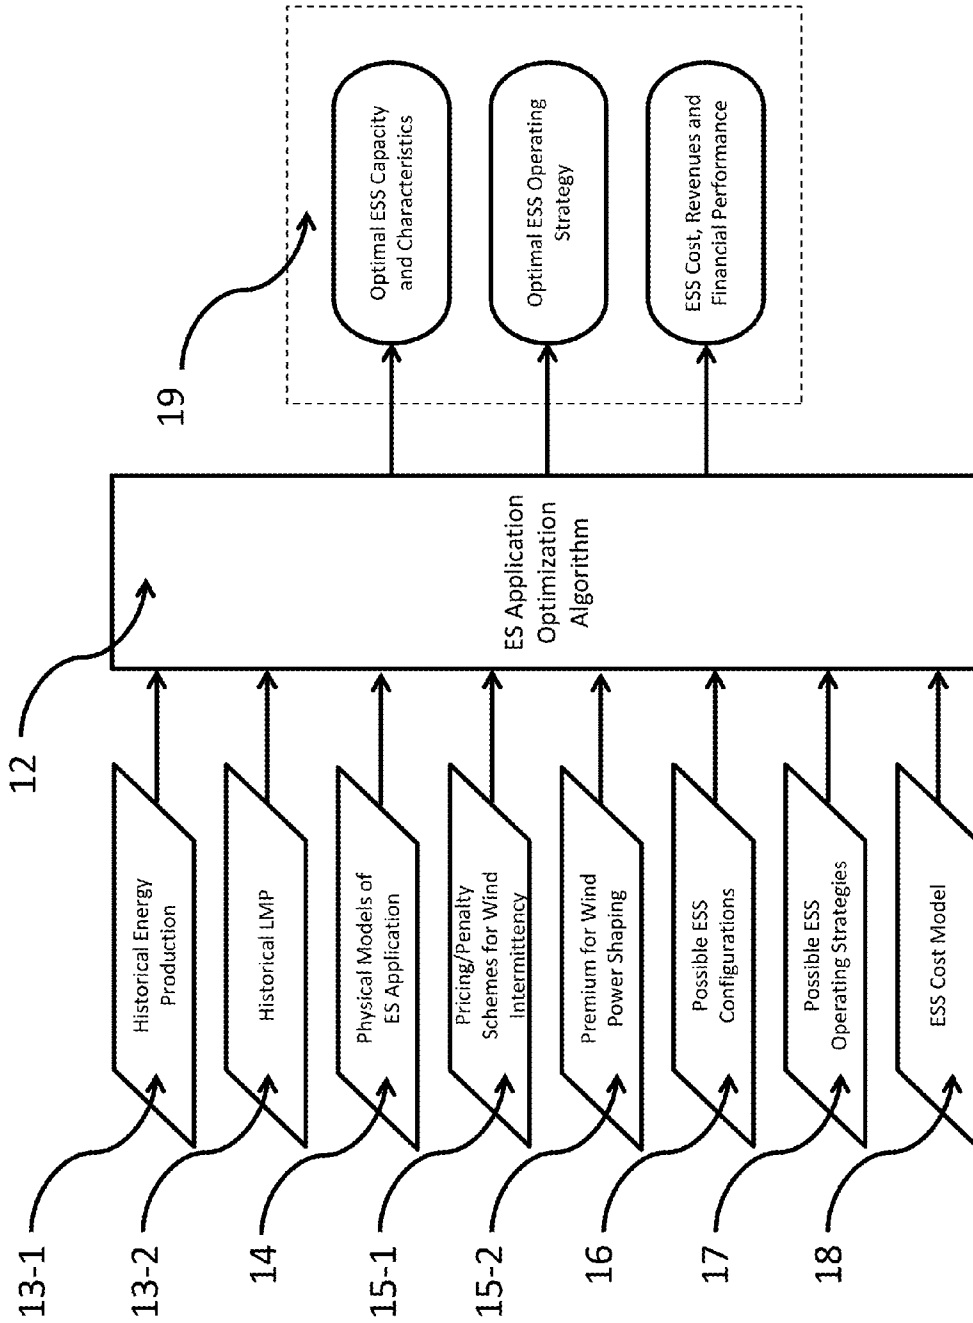 13-1
Historical Energy
Production
13-2
Historical LMP
14
Physical Models of
ES Application
15-1
Pricing/Penalty
Schemes for Wind
Intermittency
15-2
Premium for Wind
Power Shaping
16
Possible ESS
Configurations
17
Possible ESS
Operating Strategies
18
ESS Cost Model
12
ES Application
Optimization
Algorithm
19
Optimal ESS Capacity
and Characteristics
Optimal ESS Operating
Strategy
ESS Cost, Revenues and
Financial Performance